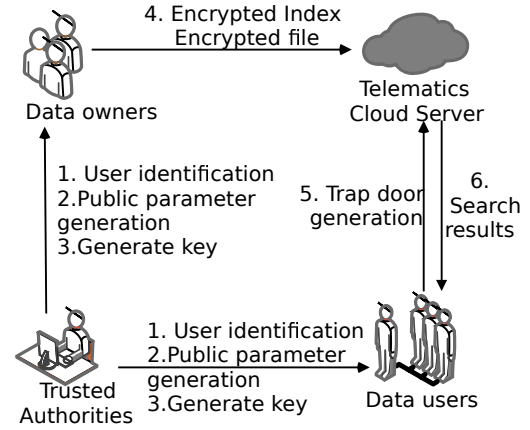 4. Encrypted Index
Encrypted file
Data owners
Telematics
Cloud Server
1. User identification
2.Public parameter
generation
3.Generate key
5. Trap door
generation
6.
Search
results
1. User identification
2.Public parameter
generation
3.Generate key
Trusted
Authorities
Data users